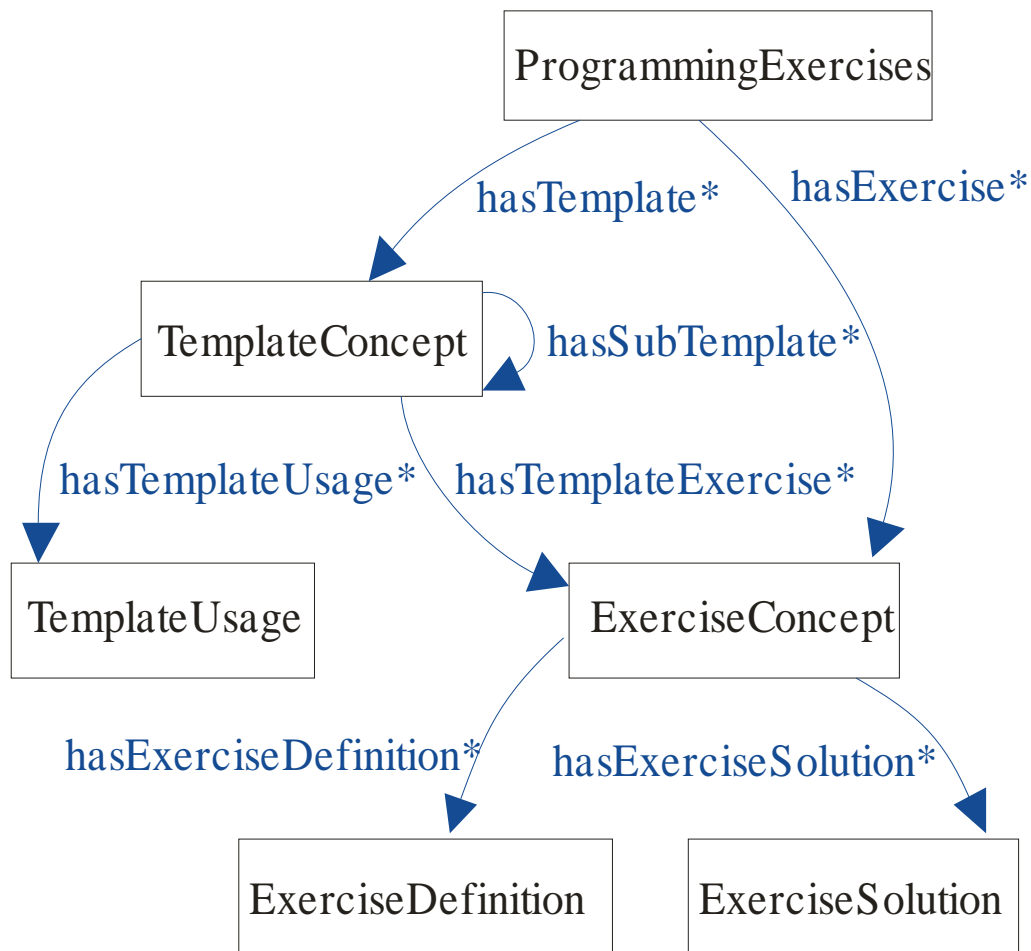 ProgrammingExercises
hasTemplate*
hasExercise*
TemplateConcept
hasSubTemplate*
hasTemplateUsage*
hasTemplateExercise*
TemplateUsage
ExerciseConcept
hasExerciseDefinition*
hasExerciseSolution*
ExerciseDefinition
ExerciseSolution